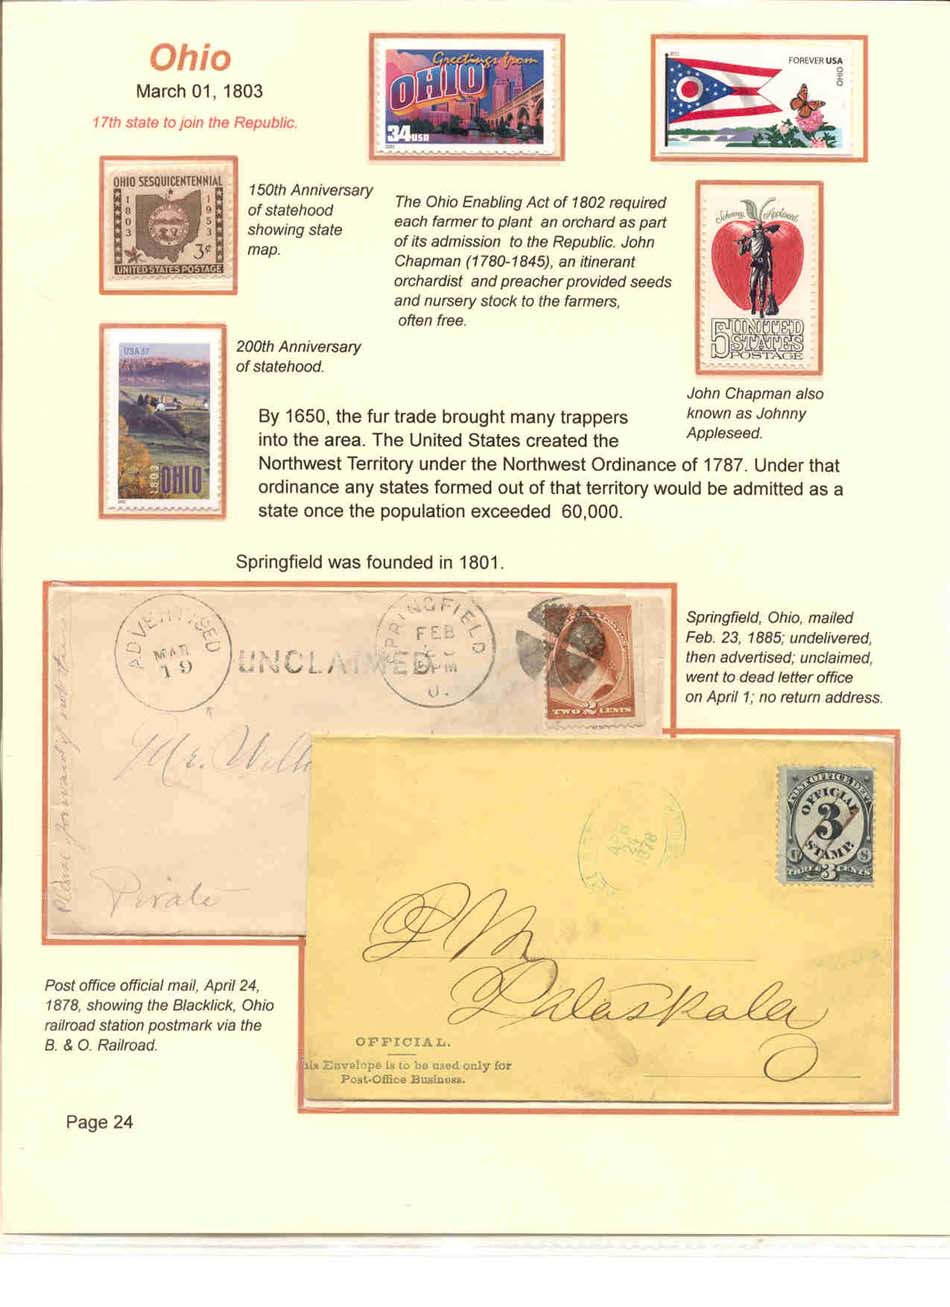 Ohio
March 01, 1803
17th state to join the Republic.
Greetings from
OHIO
34USA
FOREVER USA
OHIO
OHIO SESQUICENTENNIAL
1803
1953
3¢
UNITED STATES POSTAGE
150th Anniversary
of statehood
showing state
map.
The Ohio Enabling Act of 1802 required
each farmer to plant an orchard as part
of its admission to the Republic. John
Chapman (1780-1845), an itinerant
orchardist and preacher provided seeds
and nursery stock to the farmers,
often free.
Johnny Appleseed
5 UNITED
STATES
POSTAGE
John Chapman also
known as Johnny
Appleseed.
USA 37
1803
OHIO
200th Anniversary
of statehood.
By 1650, the fur trade brought many trappers
into the area. The United States created the
Northwest Territory under the Northwest Ordinance of 1787. Under that
ordinance any states formed out of that territory would be admitted as a
state once the population exceeded 60,000.
Springfield was founded in 1801.
ADVERTISED
MAR
19
UNCLAIMED
SPRINGFIELD
FEB
PM
O.
TWO 2 CENTS
Mr.
Please forward
Springfield, Ohio, mailed
Feb. 23, 1885; undelivered,
then advertised; unclaimed,
went to dead letter office
on April 1; no return address.
APR
24
1878
POST OFFICE DEPT.
OFFICIAL
3
STAMP.
U S
THREE 3 CENTS
P.M.
Palaskala
O
OFFICIAL.
his Envelope is to be used only for
Post-Office Business.
Post office official mail, April 24,
1878, showing the Blacklick, Ohio
railroad station postmark via the
B. & O. Railroad.
Page 24